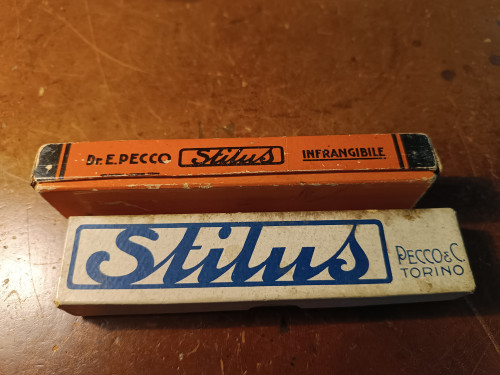 Dr. E. PECCO Stilus INFRANGIBILE
Stilus
PECCO & C.
TORINO